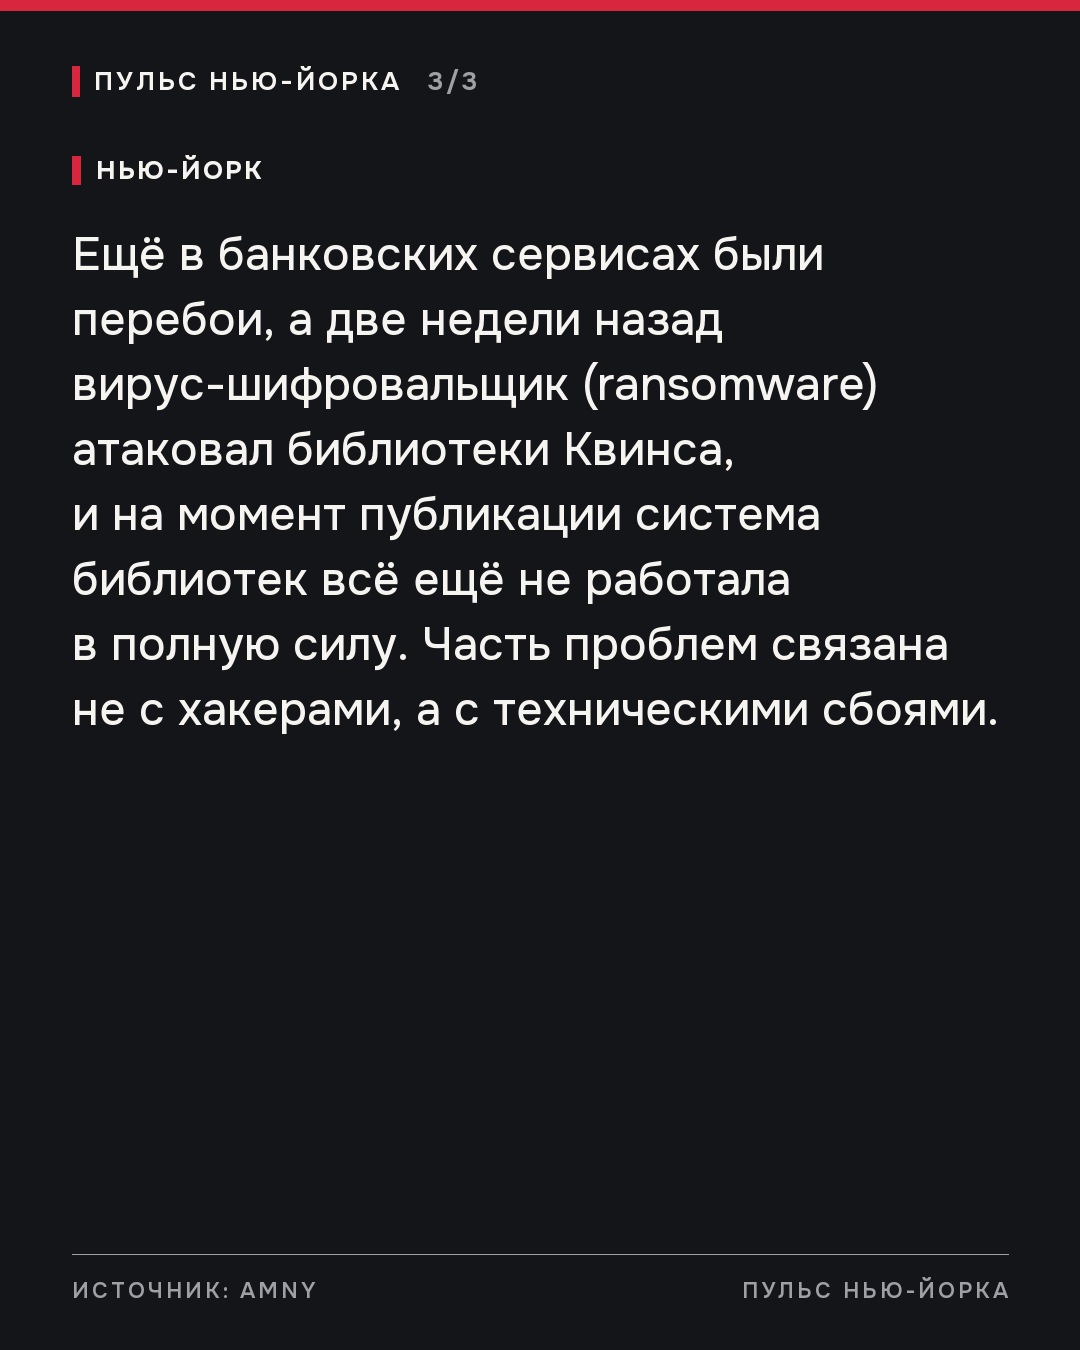 ПУЛЬС НЬЮ-ЙОРКА 3/3
НЬЮ-ЙОРК
Ещё в банковских сервисах были
перебои, а две недели назад
вирус-шифровальщик (ransomware)
атаковал библиотеки Квинса,
и на момент публикации система
библиотек всё ещё не работала
в полную силу. Часть проблем связана
не с хакерами, а с техническими сбоями.
ИСТОЧНИК: AMNY
ПУЛЬС НЬЮ-ЙОРКА